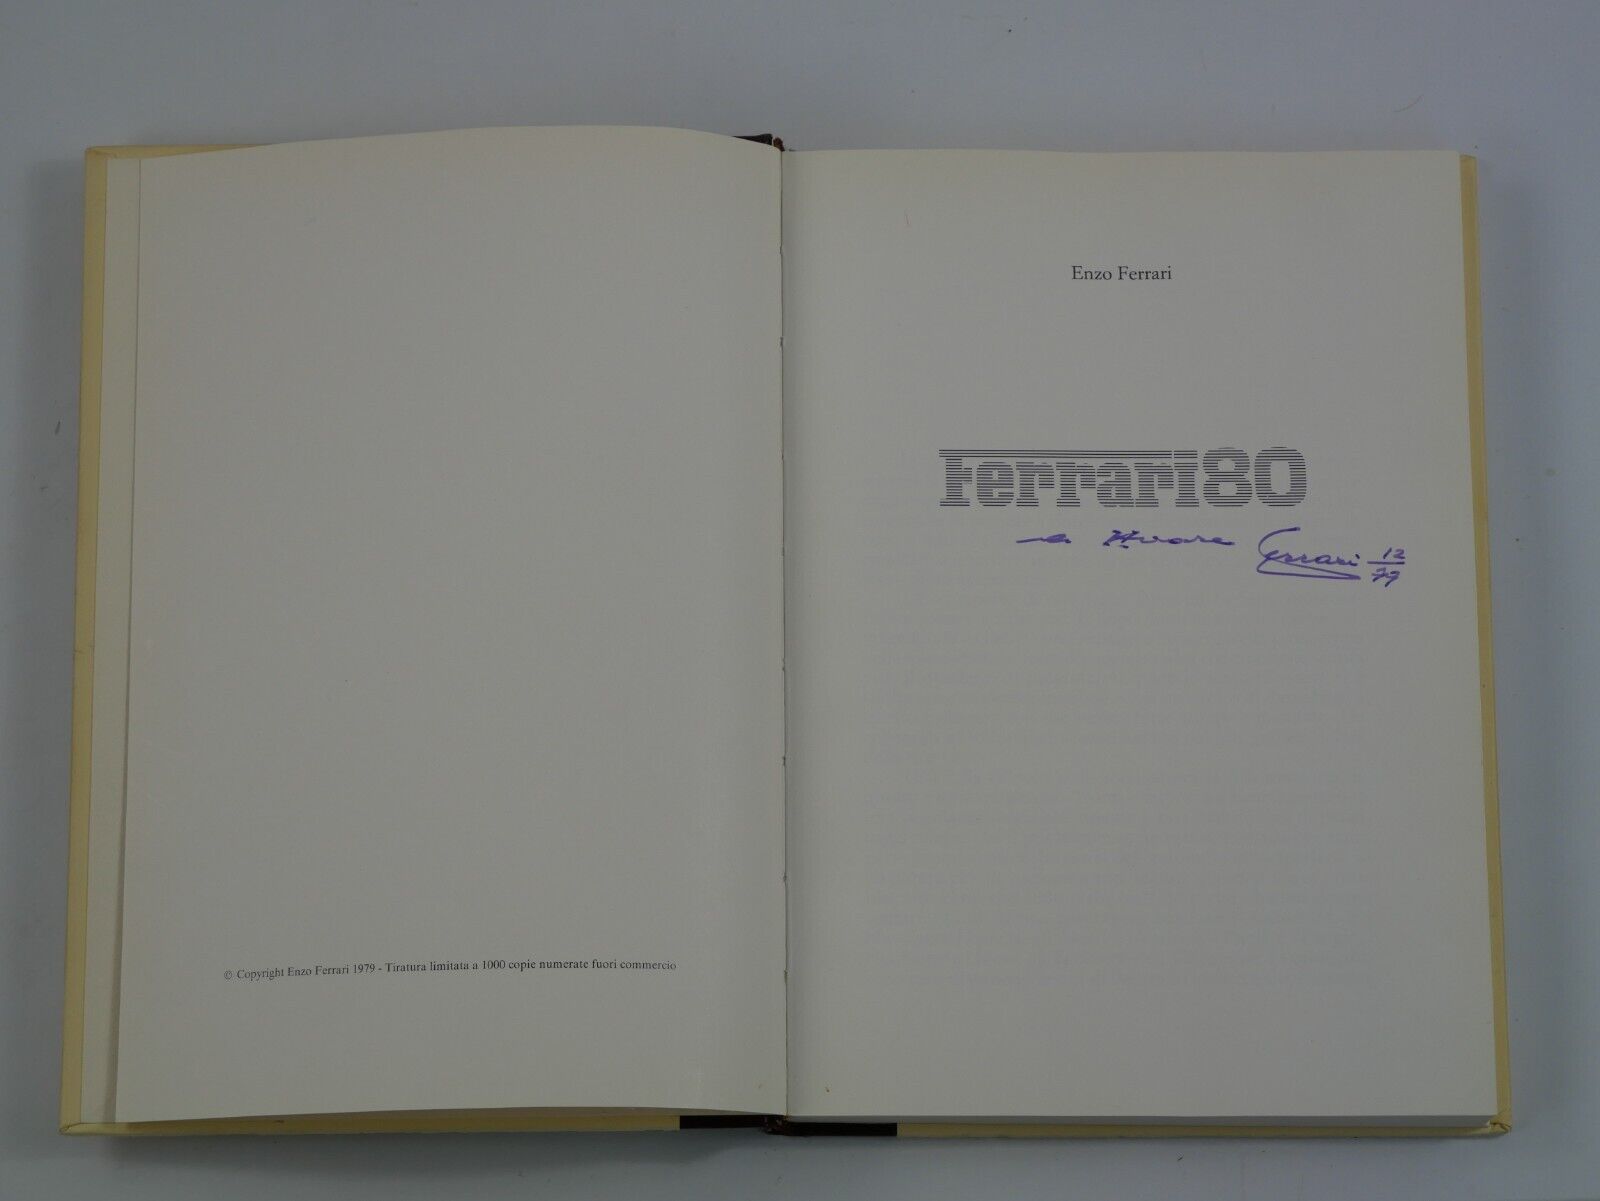 © Copyright Enzo Ferrari 1979 - Tiratura limitata a 1000 copie numerate fuori commercio
Enzo Ferrari
ferrari80
a Ferrari 12/79